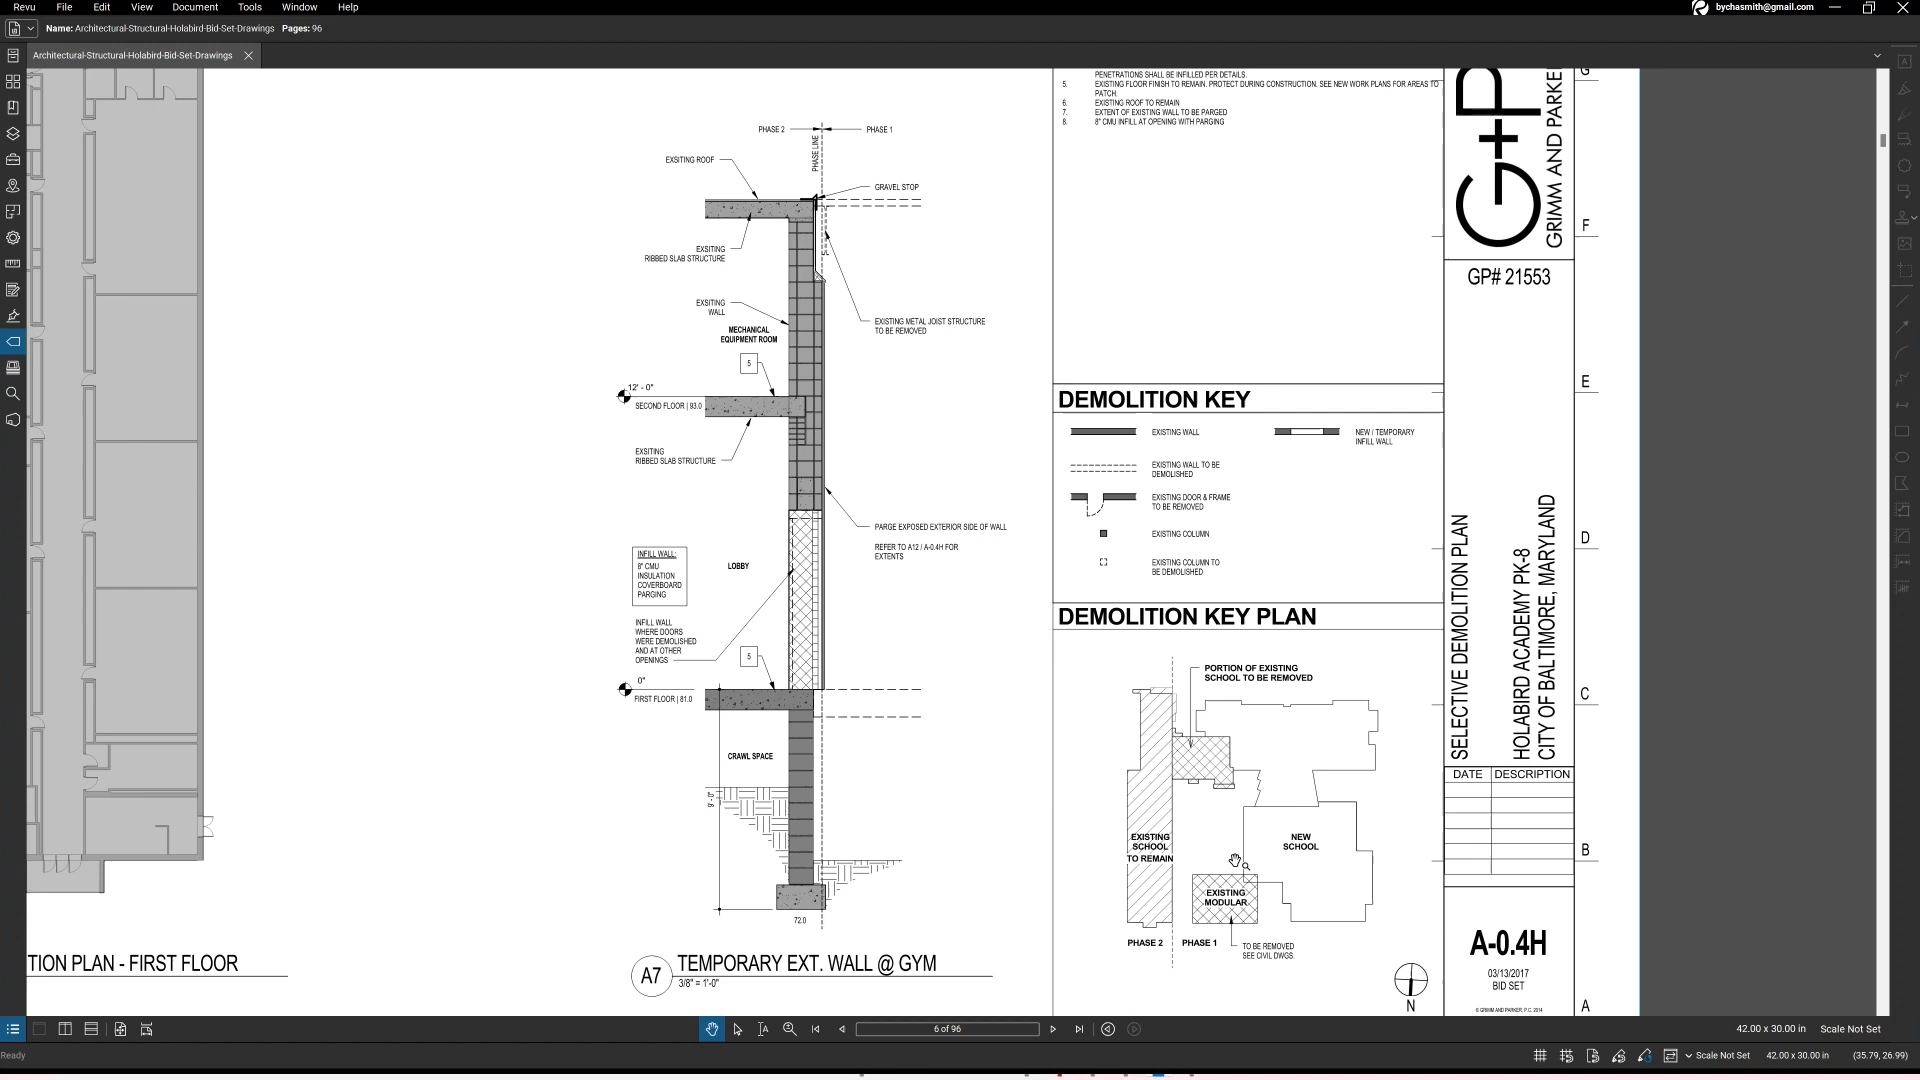 Revu File Edit View Document Tools Window Help
bychasmith@gmail.com
Name: Architectural-Structural-Holabird-Bid-Set-Drawings Pages: 96
Architectural-Structural-Holabird-Bid-Set-Drawings
PENETRATIONS SHALL BE INFILLED PER DETAILS.
5. EXISTING FLOOR FINISH TO REMAIN. PROTECT DURING CONSTRUCTION. SEE NEW WORK PLANS FOR AREAS TO
PATCH.
6. EXISTING ROOF TO REMAIN
7. EXTENT OF EXISTING WALL TO BE PARGED
8. 8" CMU INFILL AT OPENING WITH PARGING
PHASE 2
PHASE 1
PHASE LINE
EXSITING ROOF
GRAVEL STOP
EXSITING
RIBBED SLAB STRUCTURE
EXSITING
WALL
MECHANICAL
EQUIPMENT ROOM
5
EXISTING METAL JOIST STRUCTURE
TO BE REMOVED
12' - 0"
SECOND FLOOR | 93.0
EXSITING
RIBBED SLAB STRUCTURE
PARGE EXPOSED EXTERIOR SIDE OF WALL
REFER TO A12 / A-0.4H FOR
EXTENTS
INFILL WALL:
8" CMU
INSULATION
COVERBOARD
PARGING
LOBBY
INFILL WALL
WHERE DOORS
WERE DEMOLISHED
AND AT OTHER
OPENINGS
5
0"
FIRST FLOOR | 81.0
CRAWL SPACE
9' - 0"
72.0
TION PLAN - FIRST FLOOR
A7
TEMPORARY EXT. WALL @ GYM
3/8" = 1'-0"
DEMOLITION KEY
EXISTING WALL
NEW / TEMPORARY
INFILL WALL
EXISTING WALL TO BE
DEMOLISHED
EXISTING DOOR & FRAME
TO BE REMOVED
EXISTING COLUMN
EXISTING COLUMN TO
BE DEMOLISHED
DEMOLITION KEY PLAN
PORTION OF EXISTING
SCHOOL TO BE REMOVED
EXISTING
SCHOOL
TO REMAIN
NEW
SCHOOL
EXISTING
MODULAR
PHASE 2
PHASE 1
TO BE REMOVED
SEE CIVIL DWGS.
N
G+P
GRIMM AND PARKE
GP# 21553
SELECTIVE DEMOLITION PLAN
HOLABIRD ACADEMY PK-8
CITY OF BALTIMORE, MARYLAND
DATE DESCRIPTION
A-0.4H
03/13/2017
BID SET
© GRIMM AND PARKER, P.C. 2014
G
F
E
D
C
B
A
6 of 96
42.00 x 30.00 in Scale Not Set
Ready
Scale Not Set 42.00 x 30.00 in (35.79, 26.99)